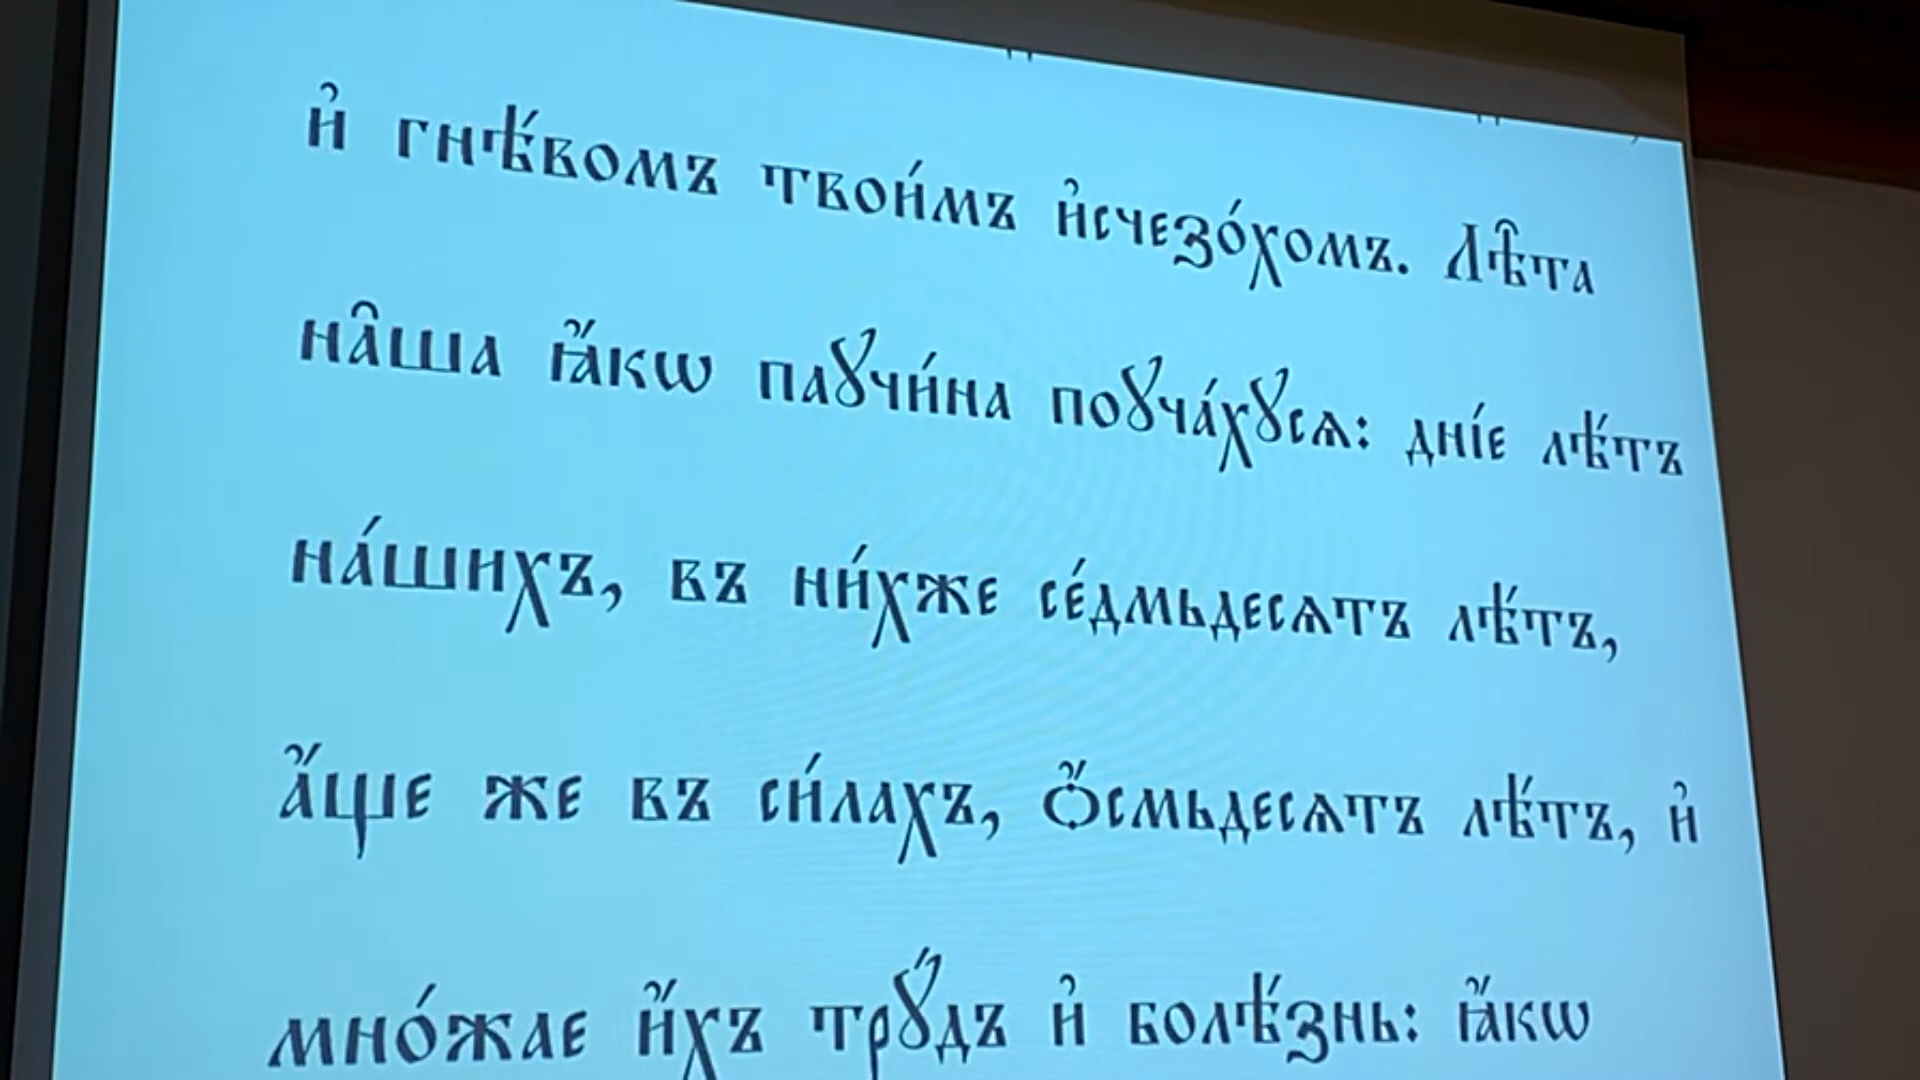 и҆ гнѣ́вомъ твои́мъ и҆счезо́хомъ. Лѣ̑та
на̑ша ꙗ҆́кѡ паꙋчи́на поꙋча́хꙋсѧ: дні́е лѣ́тъ
на́шихъ, въ ни́хже се́дмьдесѧтъ лѣ́тъ,
а҆́ще же въ си́лахъ, ѻ҆́смьдесѧтъ лѣ́тъ, и҆
мно́жае и҆́хъ трꙋ́дъ и҆ болѣ́знь: ꙗ҆́кѡ